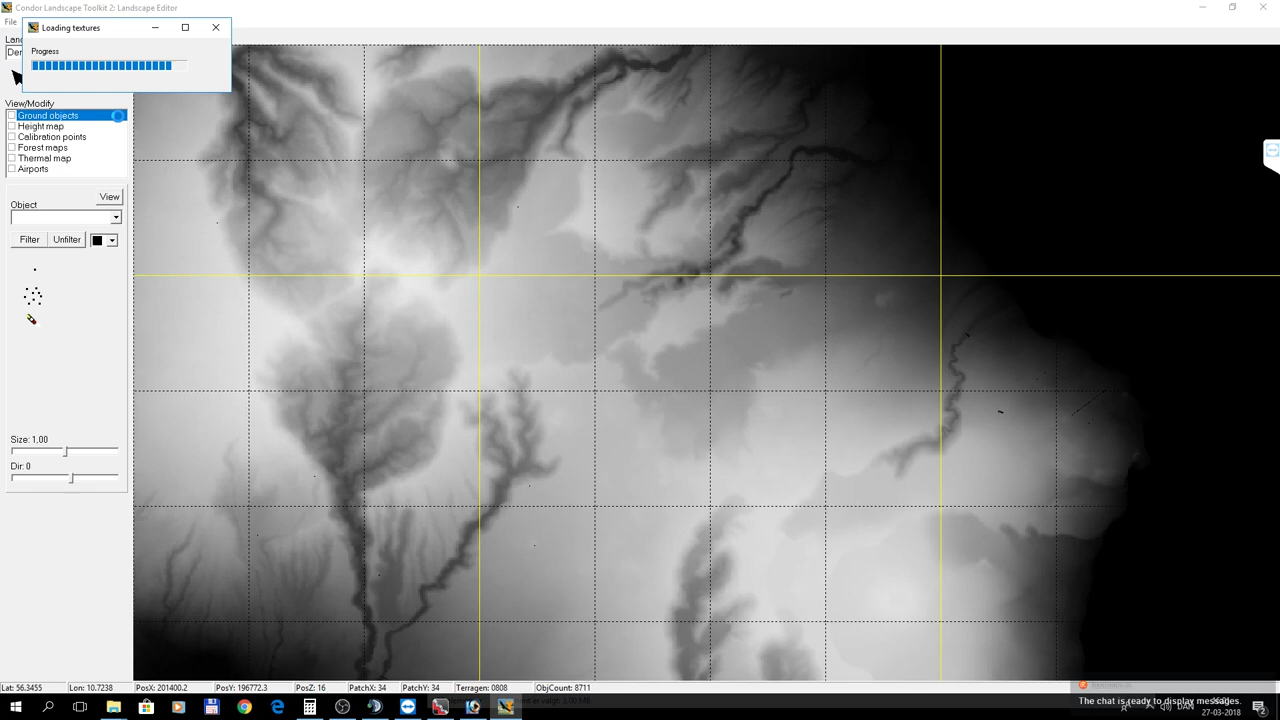 Condor Landscape Toolkit 2: Landscape Editor
File
Loading textures
Progress
View/Modify
Ground objects
Height map
Calibration points
Forest maps
Thermal map
Airports
View
Object
Filter Unfilter
Size: 1,00
Dir: 0
Lat: 56.3455 Lon: 10.7238 PosX: 201400.2 PosY: 196772.3 PosZ: 16 PatchX: 34 PatchY: 34 Terragen: 0808 ObjCount: 8711
The chat is ready to display messages.
27-03-2018